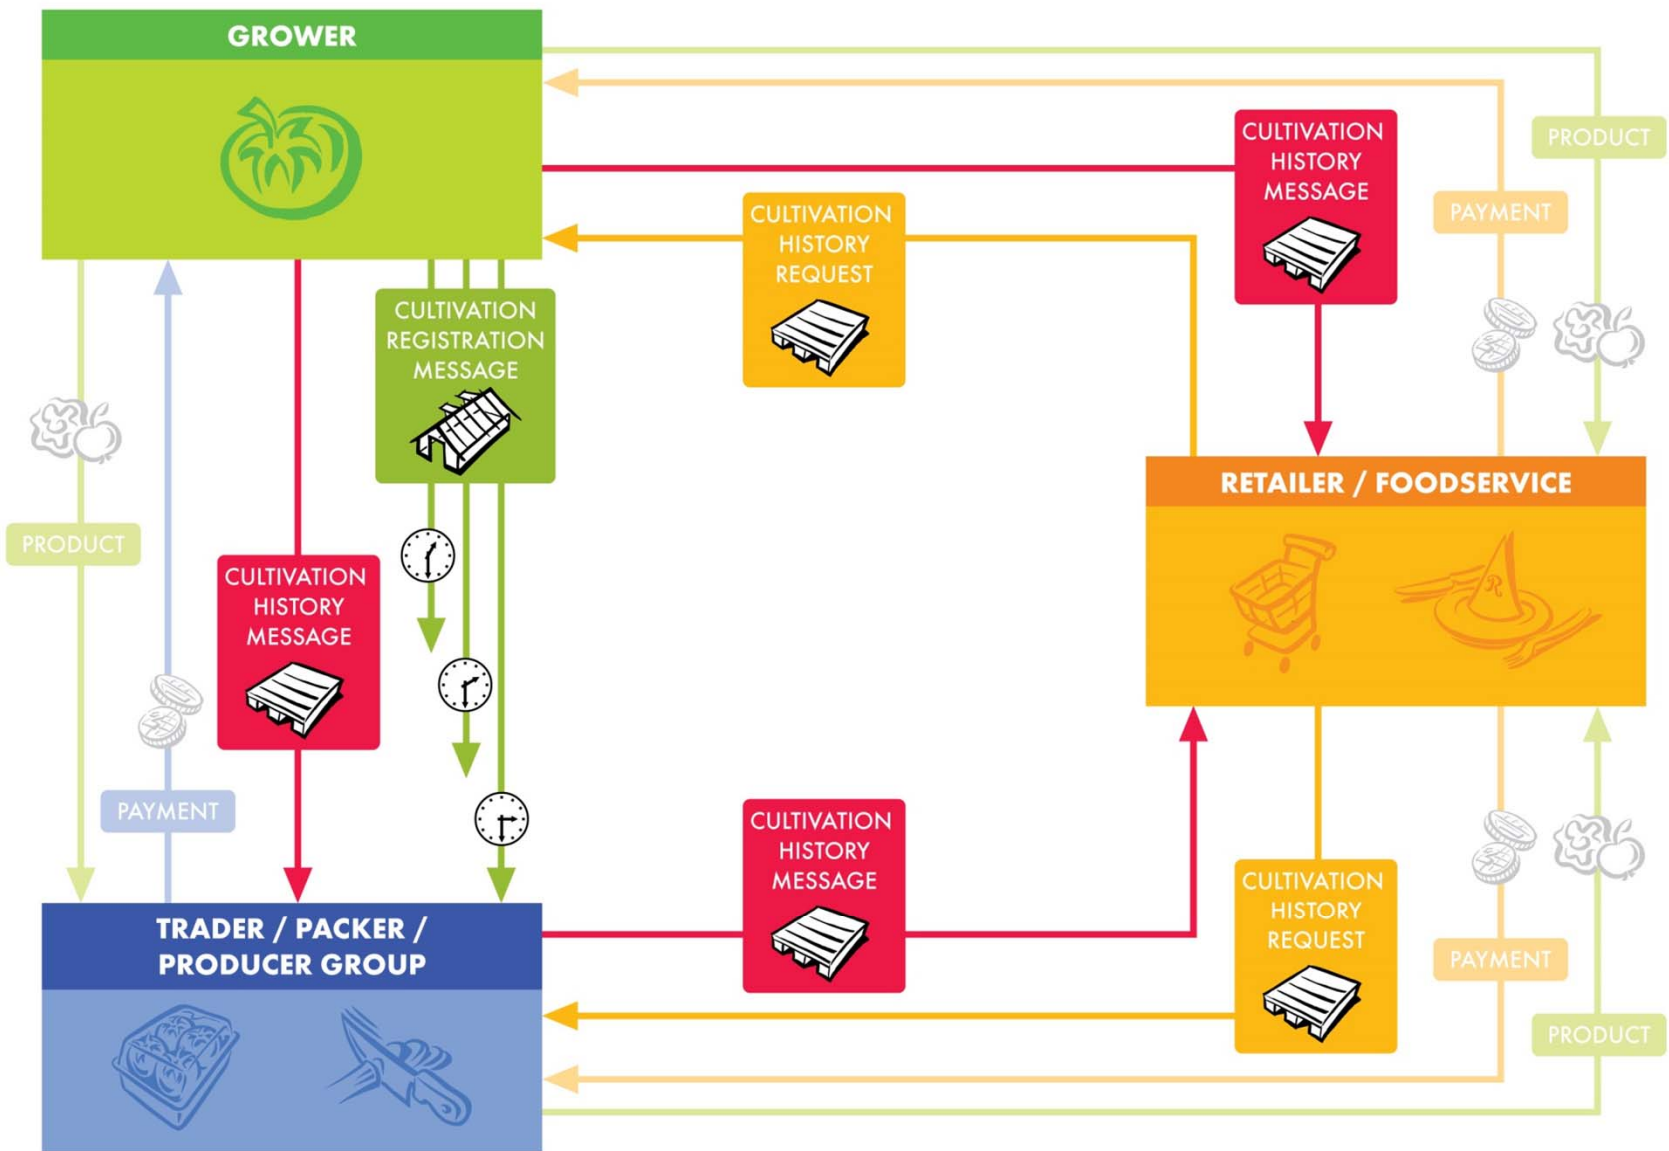 GROWER
CULTIVATION
HISTORY
MESSAGE
PRODUCT
PAYMENT
CULTIVATION
HISTORY
REQUEST
CULTIVATION
REGISTRATION
MESSAGE
RETAILER / FOODSERVICE
R
PRODUCT
CULTIVATION
HISTORY
MESSAGE
PAYMENT
CULTIVATION
HISTORY
MESSAGE
CULTIVATION
HISTORY
REQUEST
TRADER / PACKER /
PRODUCER GROUP
PAYMENT
PRODUCT